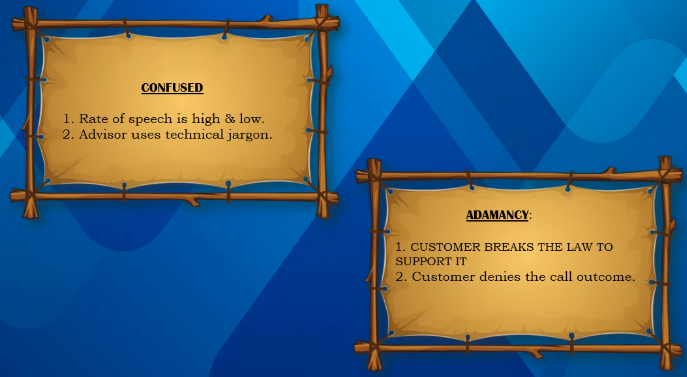 CONFUSED
1. Rate of speech is high & low.
2. Advisor uses technical jargon.
ADAMANCY:
1. CUSTOMER BREAKS THE LAW TO
SUPPORT IT
2. Customer denies the call outcome.